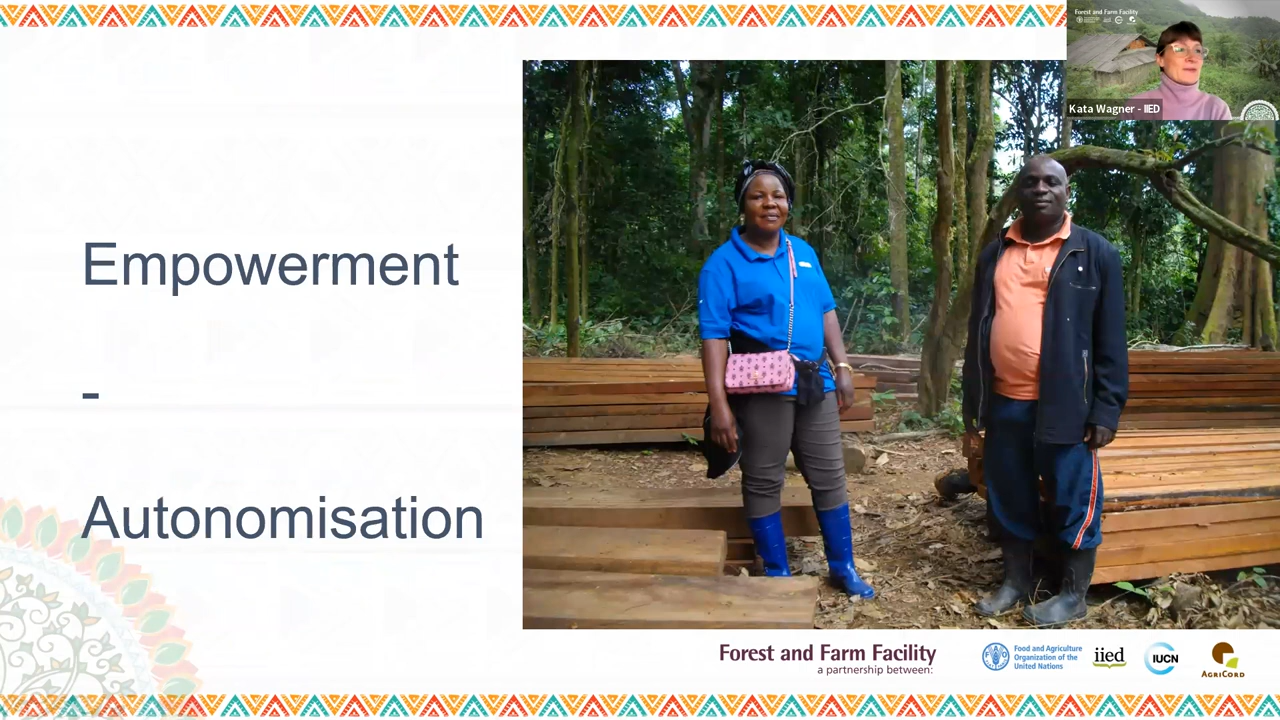 Forest and Farm Facility
Kata Wagner - IIED
Empowerment
-
Autonomisation
Forest and Farm Facility
a partnership between:
Food and Agriculture
Organization of the
United Nations
iied
IUCN
AGRICORD